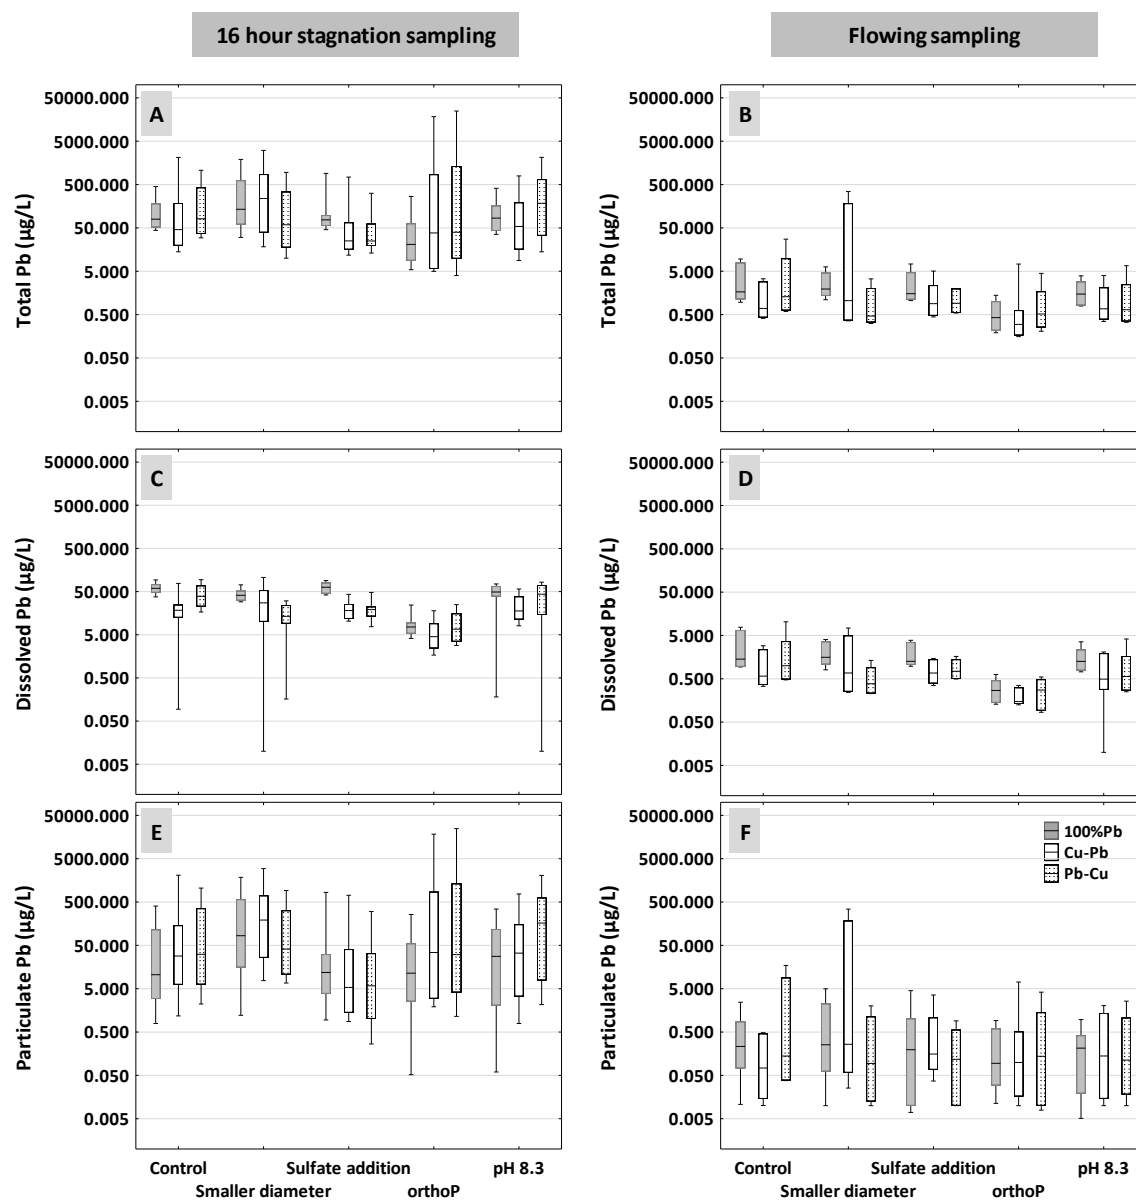 16 hour stagnation sampling
Flowing sampling
A
Total Pb (µg/L)
50000.000
5000.000
500.000
50.000
5.000
0.500
0.050
0.005
B
Total Pb (µg/L)
50000.000
5000.000
500.000
50.000
5.000
0.500
0.050
0.005
C
Dissolved Pb (µg/L)
50000.000
5000.000
500.000
50.000
5.000
0.500
0.050
0.005
D
Dissolved Pb (µg/L)
50000.000
5000.000
500.000
50.000
5.000
0.500
0.050
0.005
E
Particulate Pb (µg/L)
50000.000
5000.000
500.000
50.000
5.000
0.500
0.050
0.005
F
Particulate Pb (µg/L)
50000.000
5000.000
500.000
50.000
5.000
0.500
0.050
0.005
100%Pb
Cu-Pb
Pb-Cu
Control
Sulfate addition
pH 8.3
Smaller diameter
orthoP
Control
Sulfate addition
pH 8.3
Smaller diameter
orthoP